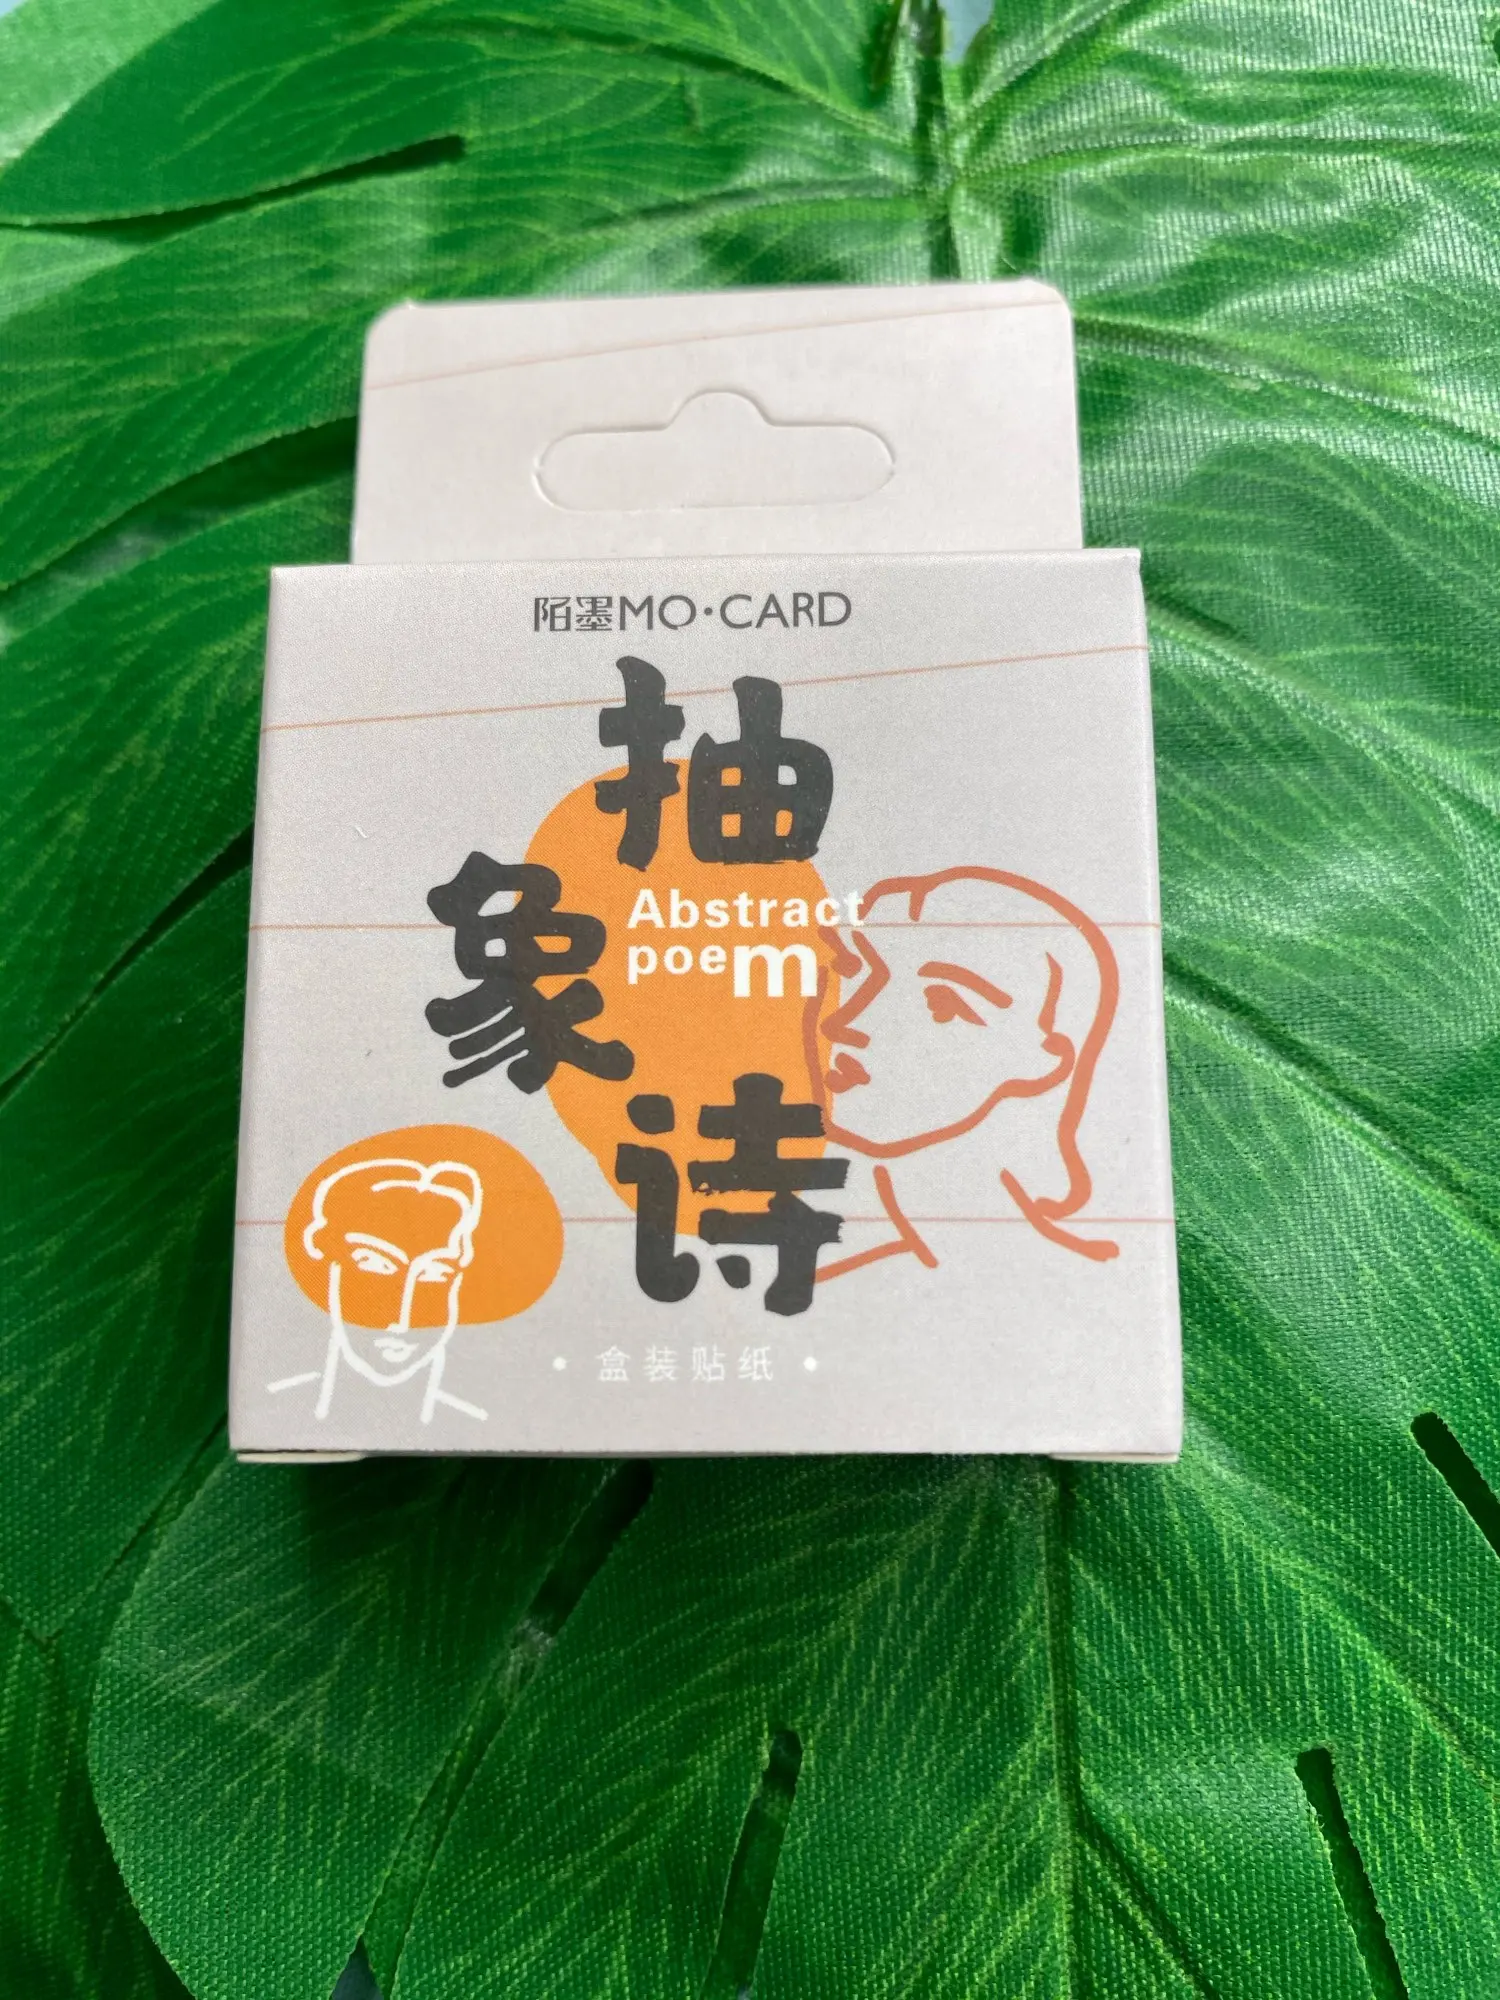 陌墨MO·CARD
抽
象
Abstract
poem
诗
• 盒装贴纸 •